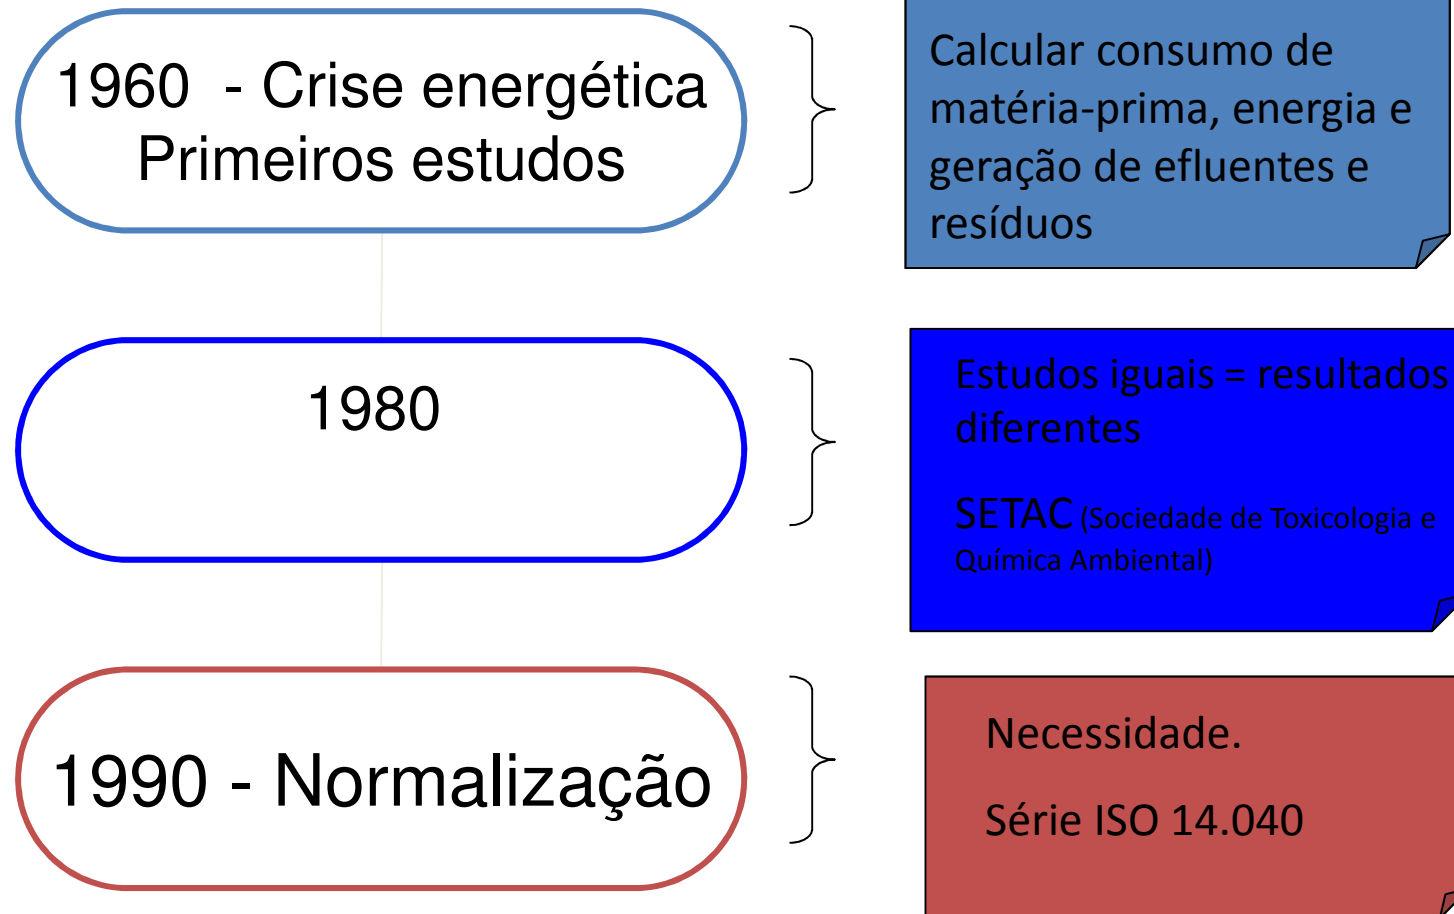 1960 - Crise energética
Primeiros estudos
Calcular consumo de
matéria-prima, energia e
geração de efluentes e
resíduos
1980
Estudos iguais = resultados
diferentes
SETAC (Sociedade de Toxicologia e
Química Ambiental)
1990 - Normalização
Necessidade.
Série ISO 14.040